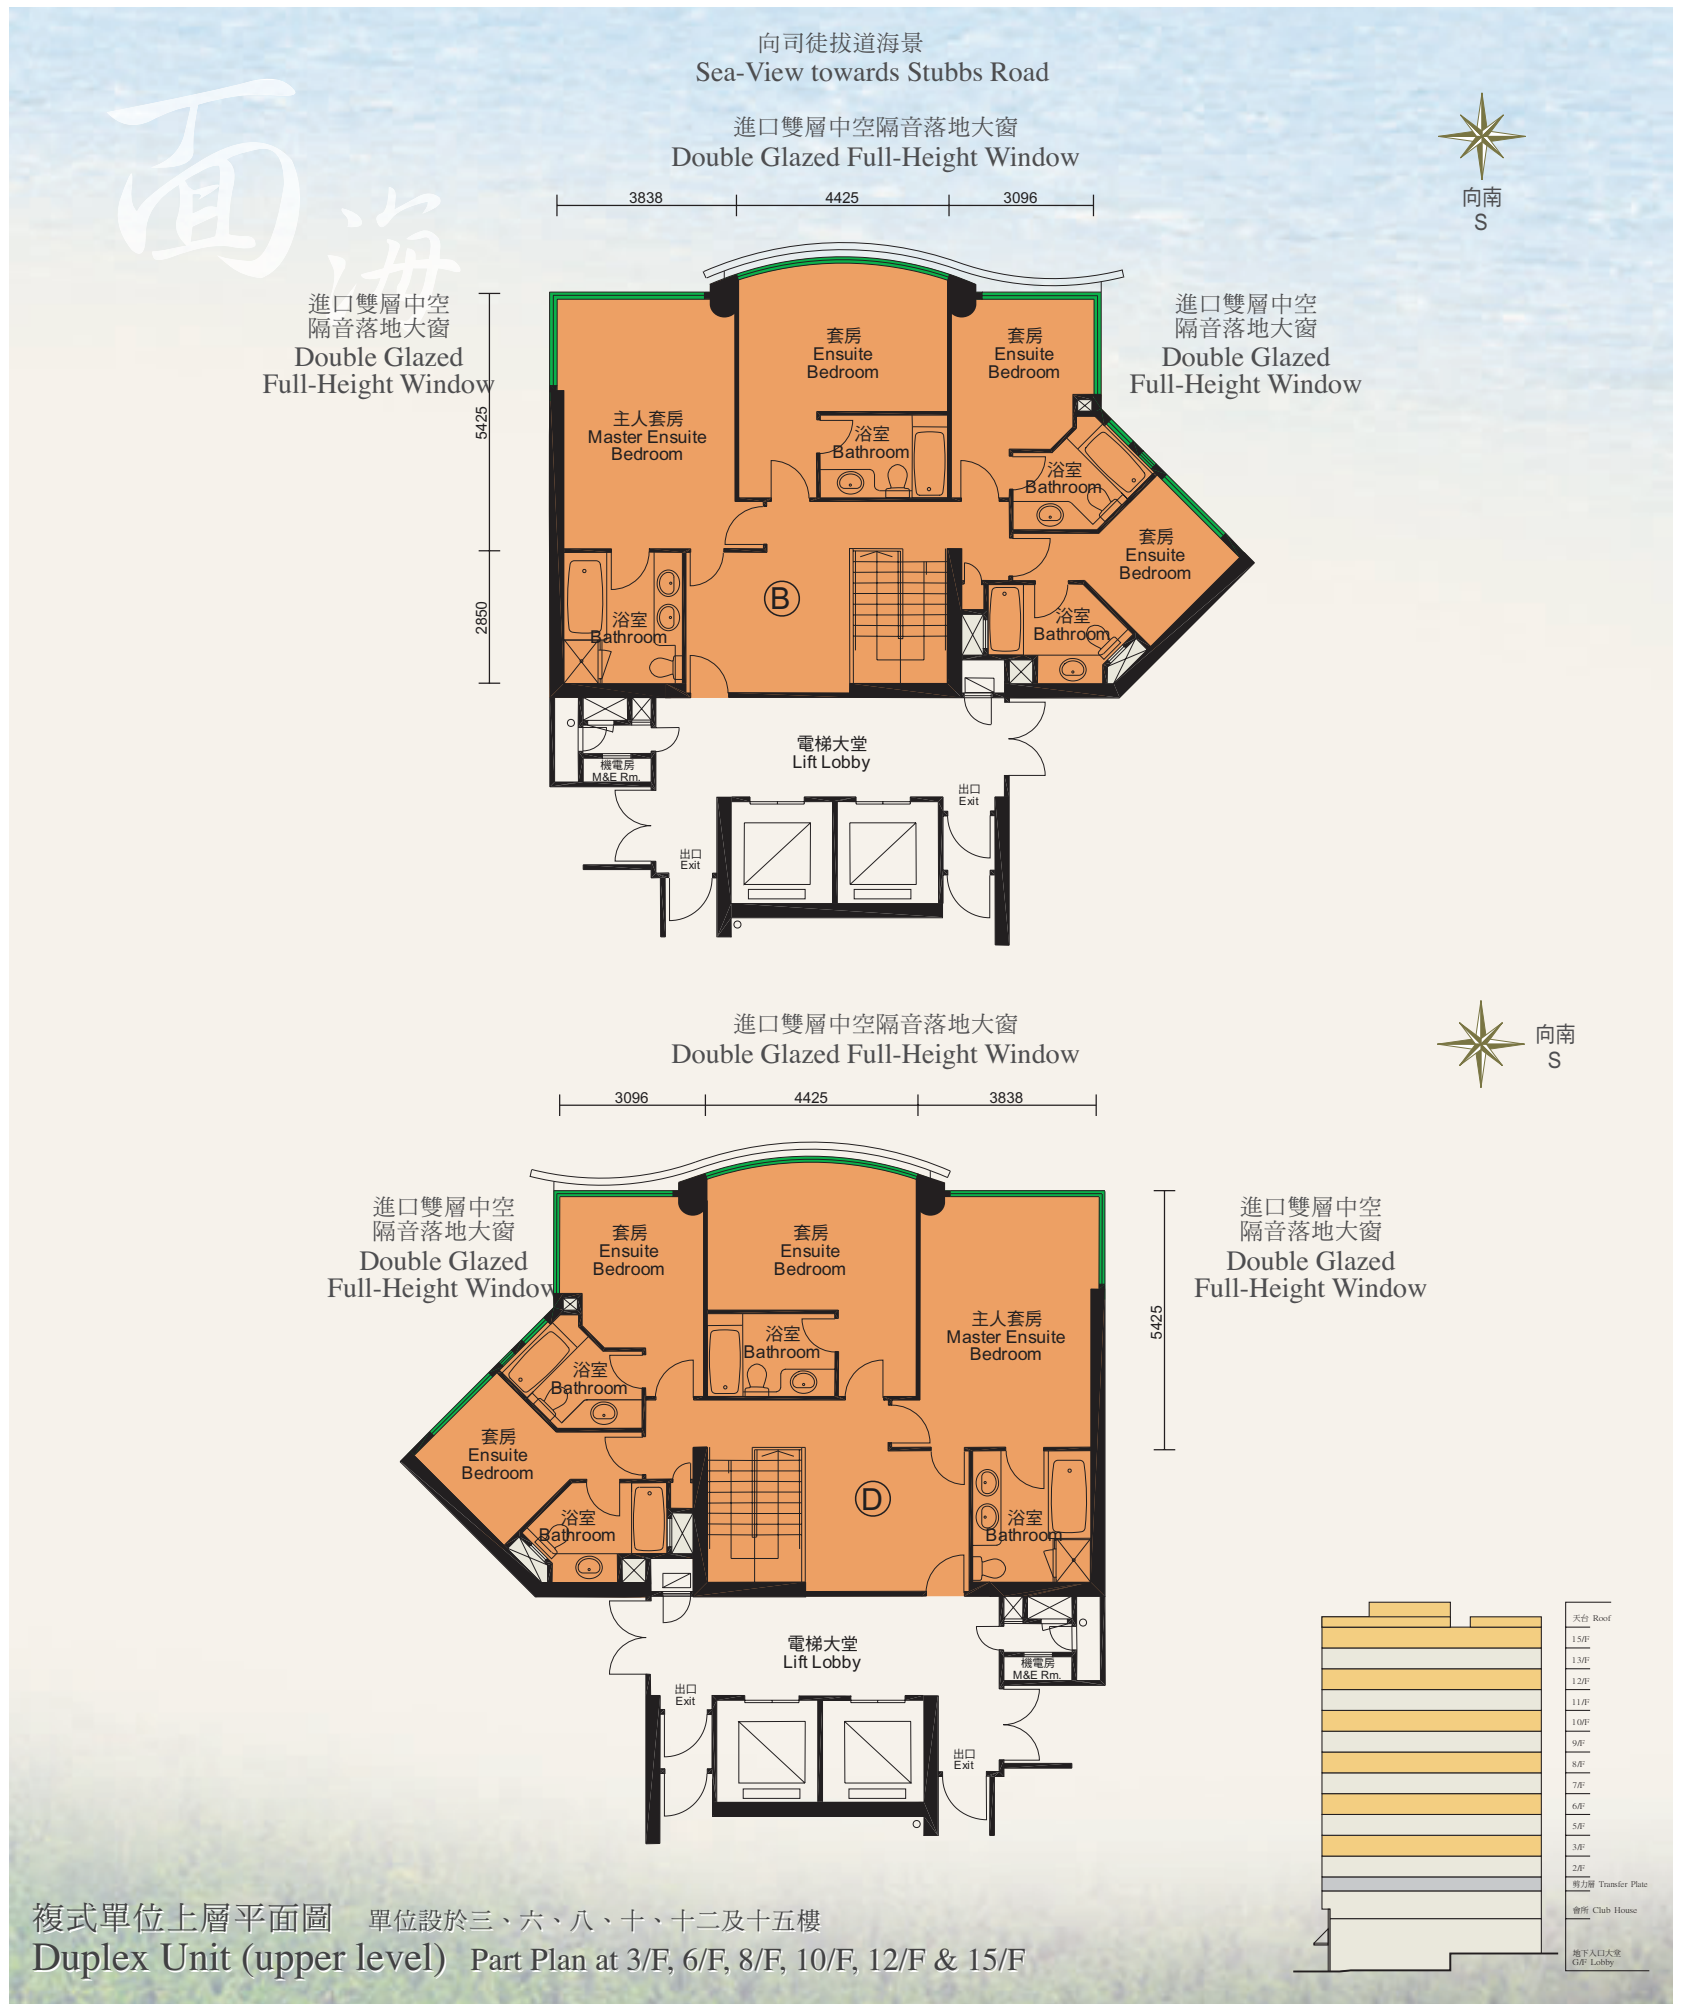 向司徒拔道海景
Sea-View towards Stubbs Road
進口雙層中空隔音落地大窗
Double Glazed Full-Height Window
面海
向南
S
3838
4425
3096
進口雙層中空
隔音落地大窗
Double Glazed
Full-Height Window
進口雙層中空
隔音落地大窗
Double Glazed
Full-Height Window
5425
2850
套房
Ensuite
Bedroom
套房
Ensuite
Bedroom
主人套房
Master Ensuite
Bedroom
浴室
Bathroom
浴室
Bathroom
套房
Ensuite
Bedroom
B
浴室
Bathroom
浴室
Bathroom
電梯大堂
Lift Lobby
機電房
M&E Rm.
出口
Exit
出口
Exit
進口雙層中空隔音落地大窗
Double Glazed Full-Height Window
向南
S
3096
4425
3838
進口雙層中空
隔音落地大窗
Double Glazed
Full-Height Window
進口雙層中空
隔音落地大窗
Double Glazed
Full-Height Window
5425
套房
Ensuite
Bedroom
套房
Ensuite
Bedroom
主人套房
Master Ensuite
Bedroom
浴室
Bathroom
浴室
Bathroom
套房
Ensuite
Bedroom
D
浴室
Bathroom
浴室
Bathroom
電梯大堂
Lift Lobby
機電房
M&E Rm.
出口
Exit
出口
Exit
天台 Roof
15/F
13/F
12/F
11/F
10/F
9/F
8/F
7/F
6/F
5/F
3/F
2/F
剪力層 Transfer Plate
會所 Club House
地下入口大堂
G/F Lobby
複式單位上層平面圖 單位設於三、六、八、十、十二及十五樓
Duplex Unit (upper level) Part Plan at 3/F, 6/F, 8/F, 10/F, 12/F & 15/F